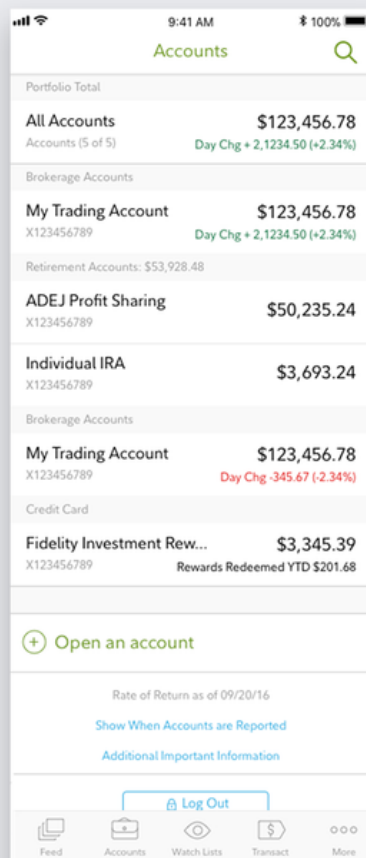 9:41 AM 100%
Accounts
Portfolio Total
All Accounts $123,456.78
Accounts (5 of 5) Day Chg + 2,1234.50 (+2.34%)
Brokerage Accounts
My Trading Account $123,456.78
X123456789 Day Chg + 2,1234.50 (+2.34%)
Retirement Accounts: $53,928.48
ADEJ Profit Sharing $50,235.24
X123456789
Individual IRA $3,693.24
X123456789
Brokerage Accounts
My Trading Account $123,456.78
X123456789 Day Chg -345.67 (-2.34%)
Credit Card
Fidelity Investment Rew... $3,345.39
X123456789 Rewards Redeemed YTD $201.68
Open an account
Rate of Return as of 09/20/16
Show When Accounts are Reported
Additional Important Information
Log Out
Feed Accounts Watch Lists Transact More